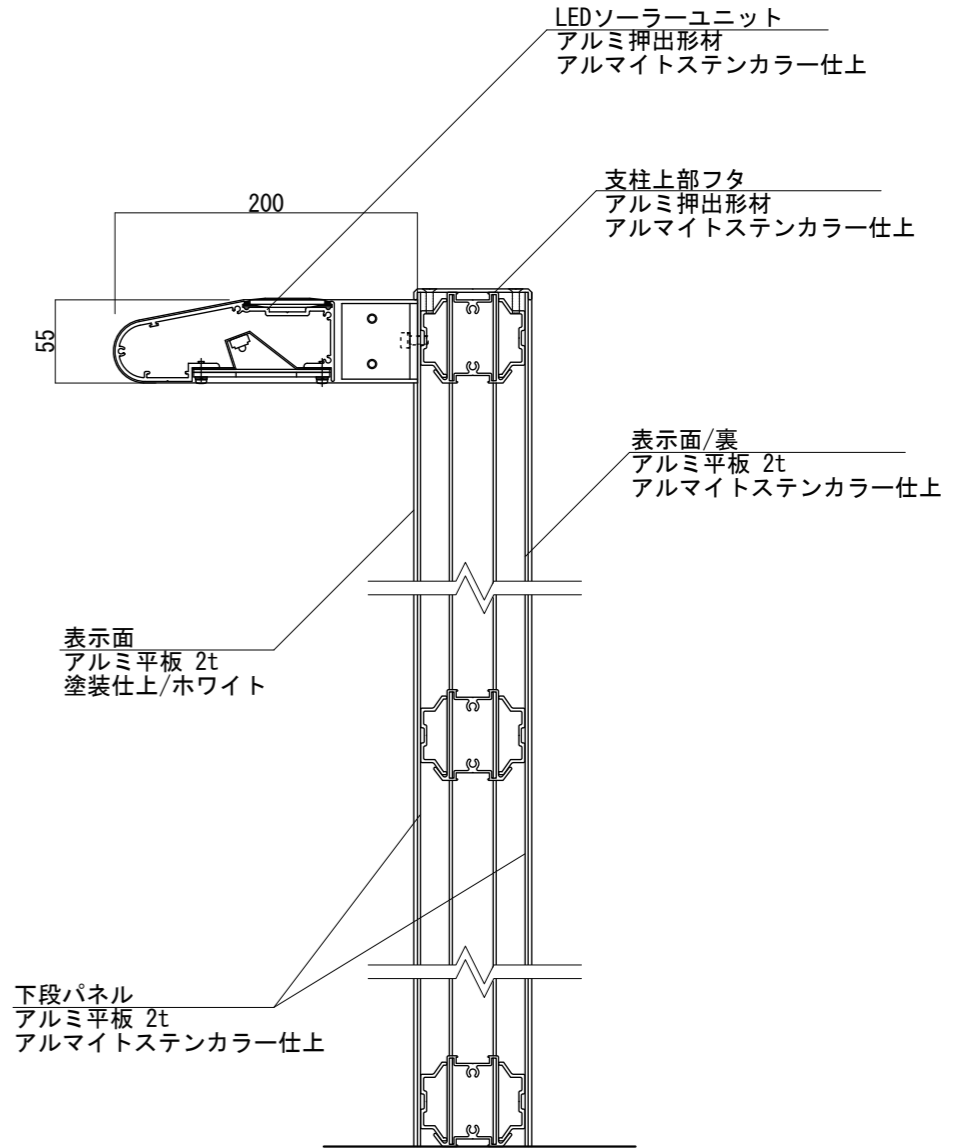 LEDソーラーユニット
アルミ押出形材
アルマイトステンカラー仕上
支柱上部フタ
アルミ押出形材
アルマイトステンカラー仕上
200
55
表示面/裏
アルミ平板 2t
アルマイトステンカラー仕上
表示面
アルミ平板 2t
塗装仕上/ホワイト
下段パネル
アルミ平板 2t
アルマイトステンカラー仕上